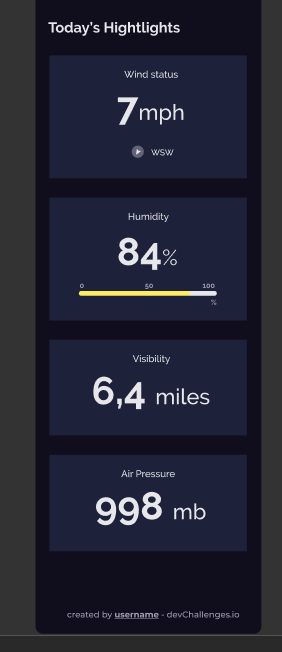 Today's Hightlights
Wind status
7mph
WSW
Humidity
84%
0 50 100
%
Visibility
6,4 miles
Air Pressure
998 mb
created by username - devChallenges.io